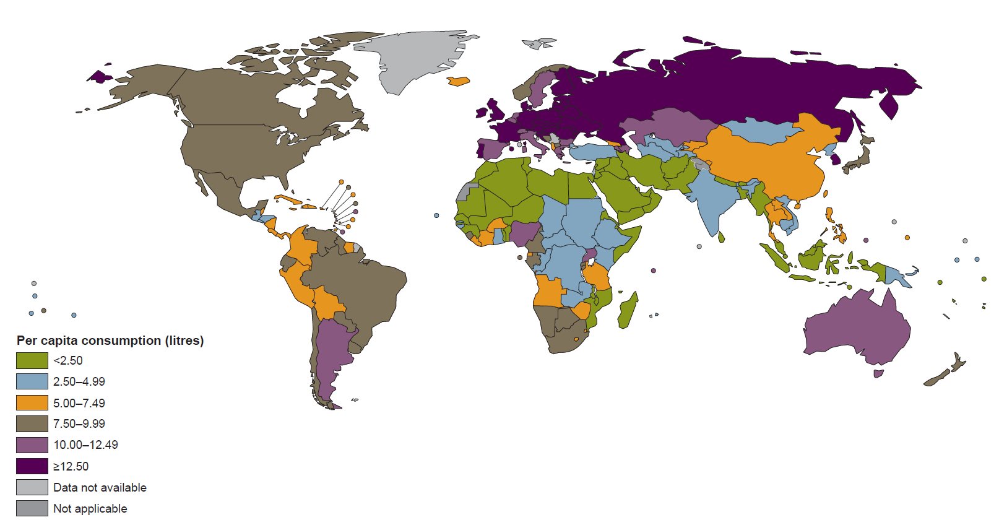 Per capita consumption (litres)
<2.50
2.50–4.99
5.00–7.49
7.50–9.99
10.00–12.49
≥12.50
Data not available
Not applicable